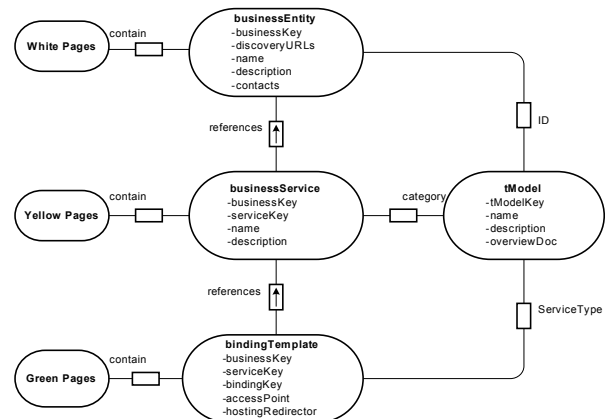 businessEntity
-businessKey
-discoveryURLs
-name
-description
-contacts
White Pages
contain
ID
references
businessService
-businessKey
-serviceKey
-name
-description
Yellow Pages
contain
category
tModel
-tModelKey
-name
-description
-overviewDoc
references
ServiceType
bindingTemplate
-businessKey
-serviceKey
-bindingKey
-accessPoint
-hostingRedirector
Green Pages
contain